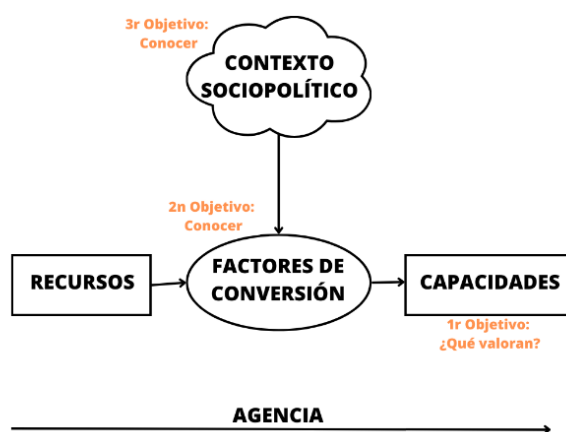 3r Objetivo:
Conocer
CONTEXTO
SOCIOPOLÍTICO
2n Objetivo:
Conocer
RECURSOS
FACTORES DE
CONVERSIÓN
CAPACIDADES
1r Objetivo:
¿Qué valoran?
AGENCIA